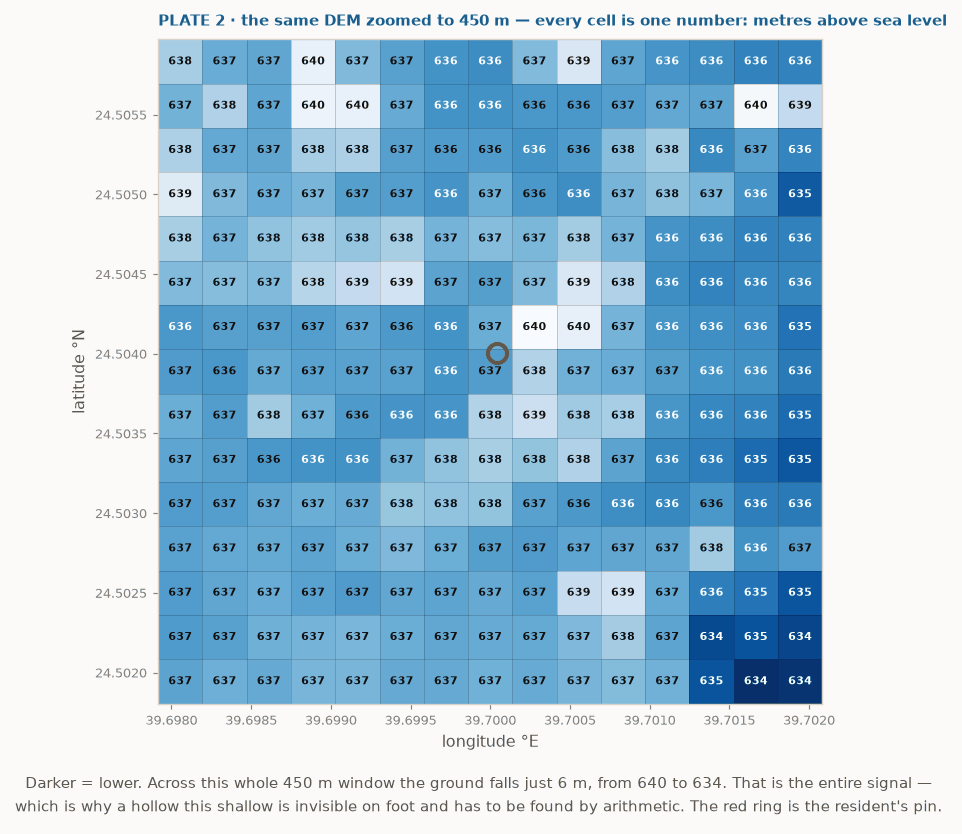 PLATE 2 · the same DEM zoomed to 450 m — every cell is one number: metres above sea level
638 637 637 640 637 637 636 636 637 639 637 636 636 636 636
637 638 637 640 640 637 636 636 636 636 637 637 637 640 639
24.5055
638 637 637 638 638 637 636 636 636 636 638 638 636 637 636
639 637 637 637 637 637 636 637 636 636 637 638 637 636 635
24.5050
638 637 638 638 638 638 637 637 637 638 637 636 636 636 636
637 637 637 638 639 639 637 637 637 639 638 636 636 636 636
24.5045
636 637 637 637 637 636 636 637 640 640 637 636 636 636 635
24.5040
637 636 637 637 637 637 636 637 638 637 637 637 636 636 636
637 637 638 637 636 636 636 638 639 638 638 636 636 636 635
24.5035
637 637 636 636 636 637 638 638 638 638 637 636 636 635 635
637 637 637 637 637 638 638 638 637 636 636 636 636 636 636
24.5030
637 637 637 637 637 637 637 637 637 637 637 637 638 636 637
637 637 637 637 637 637 637 637 637 639 639 637 636 635 635
24.5025
637 637 637 637 637 637 637 637 637 637 638 637 634 635 634
24.5020
637 637 637 637 637 637 637 637 637 637 637 637 635 634 634
latitude °N
39.6980 39.6985 39.6990 39.6995 39.7000 39.7005 39.7010 39.7015 39.7020
longitude °E
Darker = lower. Across this whole 450 m window the ground falls just 6 m, from 640 to 634. That is the entire signal —
which is why a hollow this shallow is invisible on foot and has to be found by arithmetic. The red ring is the resident's pin.